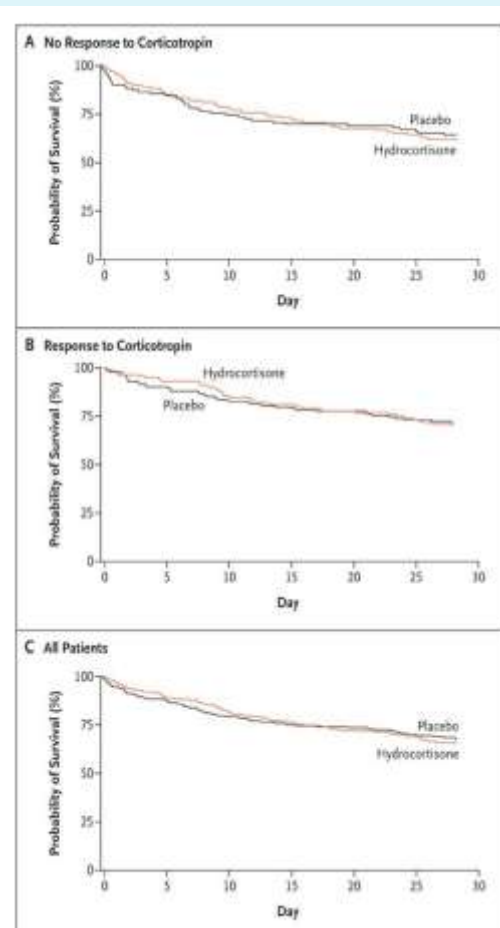 A No Response to Corticotropin
Probability of Survival (%)
100
75
50
25
0
Placebo
Hydrocortisone
0 5 10 15 20 25 30
Day
B Response to Corticotropin
Probability of Survival (%)
100
75
50
25
0
Hydrocortisone
Placebo
0 5 10 15 20 25 30
Day
C All Patients
Probability of Survival (%)
100
75
50
25
0
Placebo
Hydrocortisone
0 5 10 15 20 25 30
Day